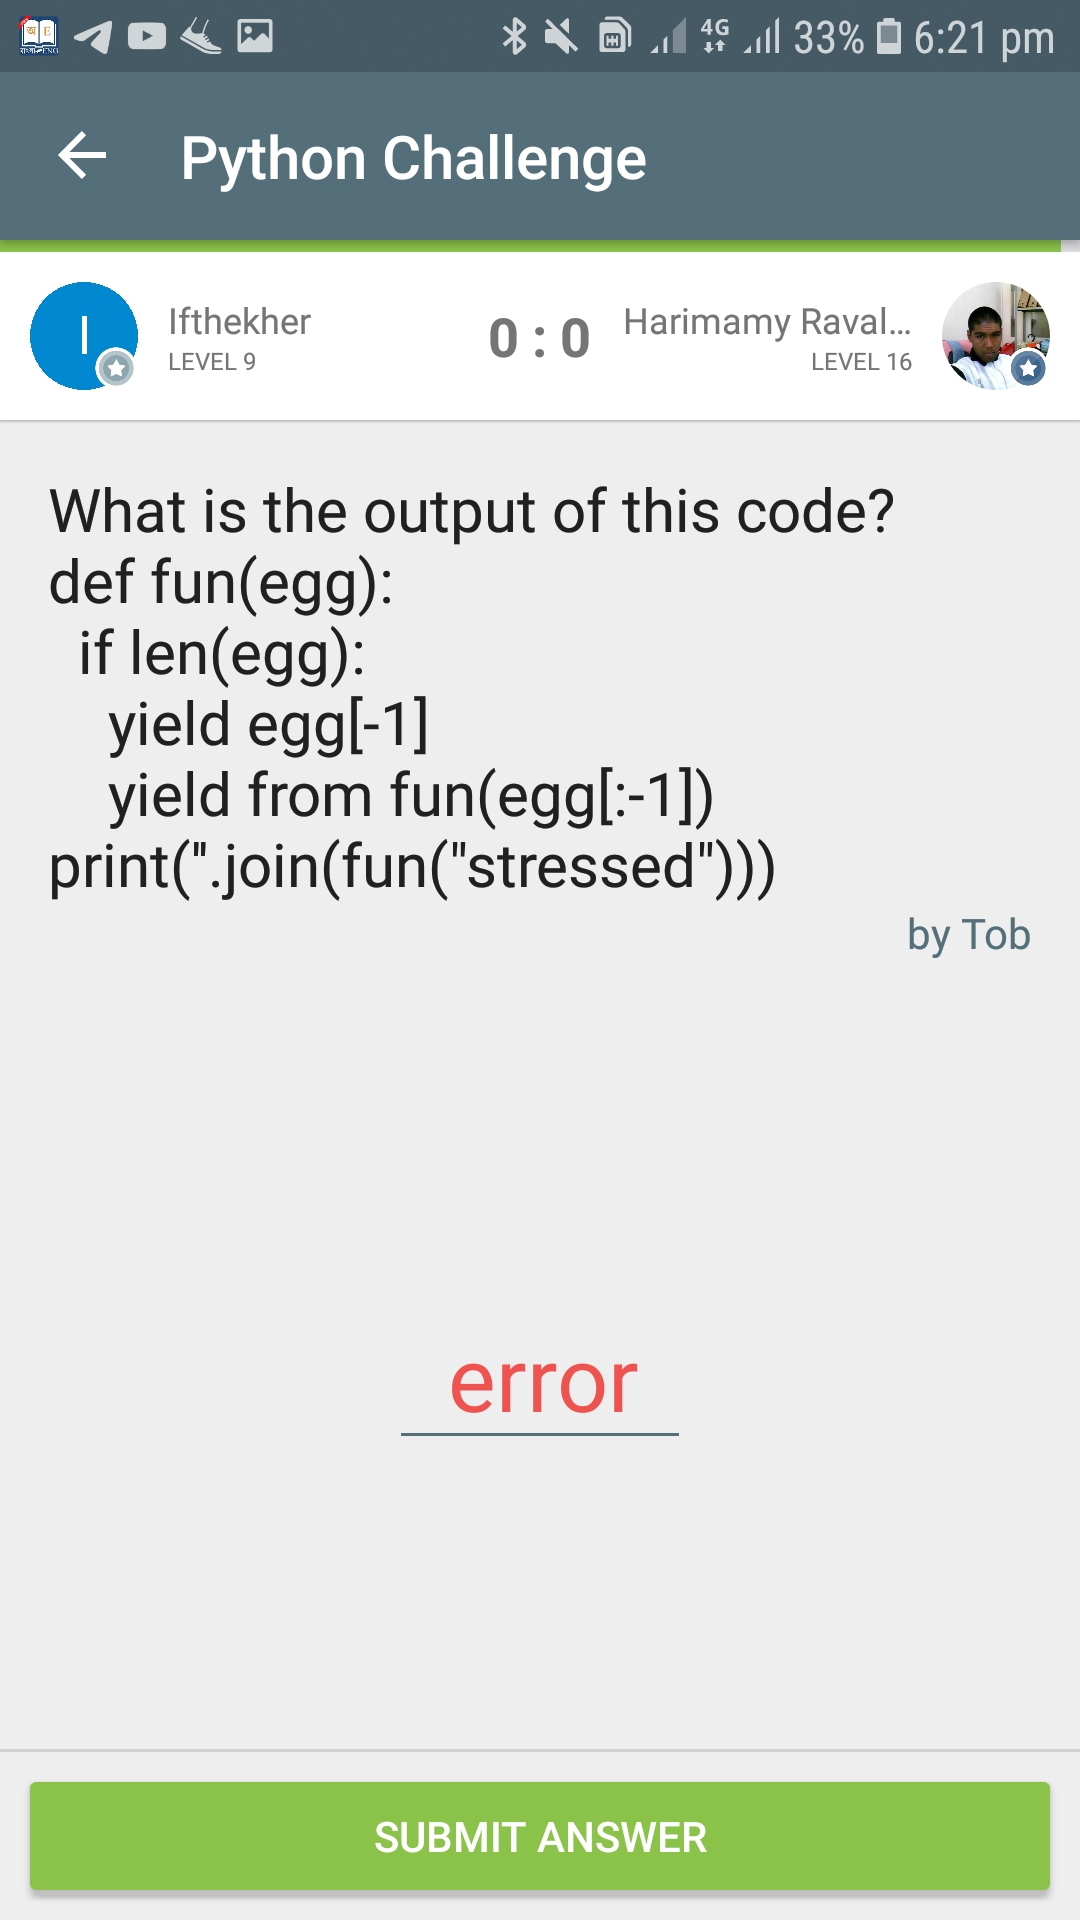 4G 33% 6:21 pm
Python Challenge
I Ifthekher 0 : 0 Harimamy Raval...
LEVEL 9 LEVEL 16
What is the output of this code?
def fun(egg):
if len(egg):
yield egg[-1]
yield from fun(egg[:-1])
print(''.join(fun("stressed")))
by Tob
error
SUBMIT ANSWER